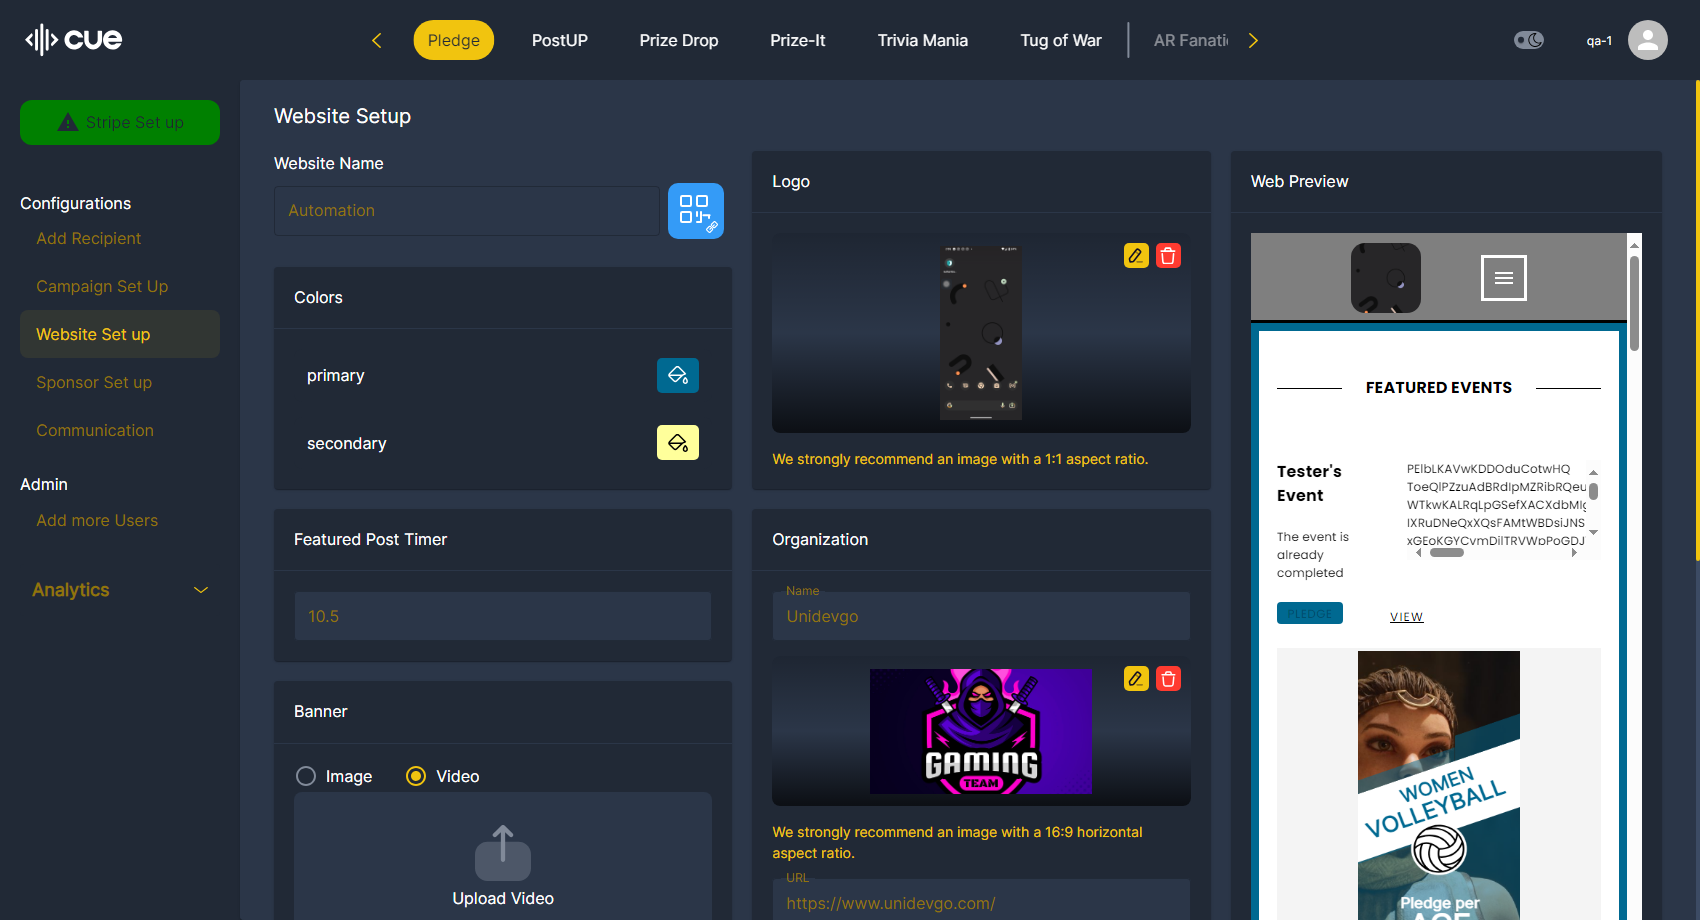 cue
Pledge
PostUP
Prize Drop
Prize-It
Trivia Mania
Tug of War
AR Fanati
qa-1
Stripe Set up
Configurations
Add Recipient
Campaign Set Up
Website Set up
Sponsor Set up
Communication
Admin
Add more Users
Analytics
Website Setup
Website Name
Automation
Colors
primary
secondary
Featured Post Timer
10.5
Banner
Image
Video
Upload Video
Logo
We strongly recommend an image with a 1:1 aspect ratio.
Organization
Name
Unidevgo
GAMING
TEAM
We strongly recommend an image with a 16:9 horizontal
aspect ratio.
URL
https://www.unidevgo.com/
Web Preview
FEATURED EVENTS
Tester's
Event
The event is
already
completed
PLEDGE
VIEW
WOMEN
VOLLEYBALL
Pledge per
ACE